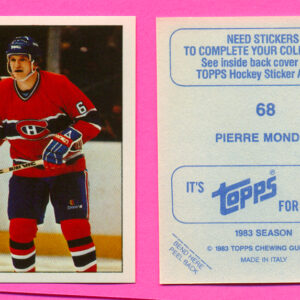 6
NEED STICKERS
TO COMPLETE YOUR
See inside back cover
TOPPS Hockey Sticker
68
PIERRE MOND
IT'S
topps
FOR
1983 SEASON
© 1983 TOPPS CHEWING GU
MADE IN ITALY
BEND HERE
PEEL BACK